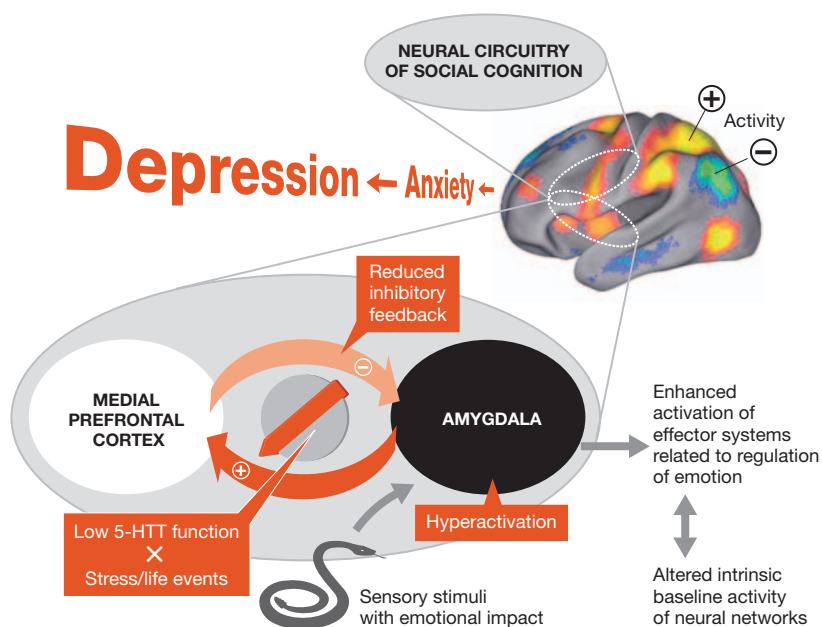 NEURAL CIRCUITRY
OF SOCIAL COGNITION
+
Activity
−
Depression ← Anxiety ←
Reduced
inhibitory
feedback
−
MEDIAL
PREFRONTAL
CORTEX
AMYGDALA
+
Enhanced
activation of
effector systems
related to regulation
of emotion
Low 5-HTT function
×
Stress/life events
Hyperactivation
Sensory stimuli
with emotional impact
Altered intrinsic
baseline activity
of neural networks